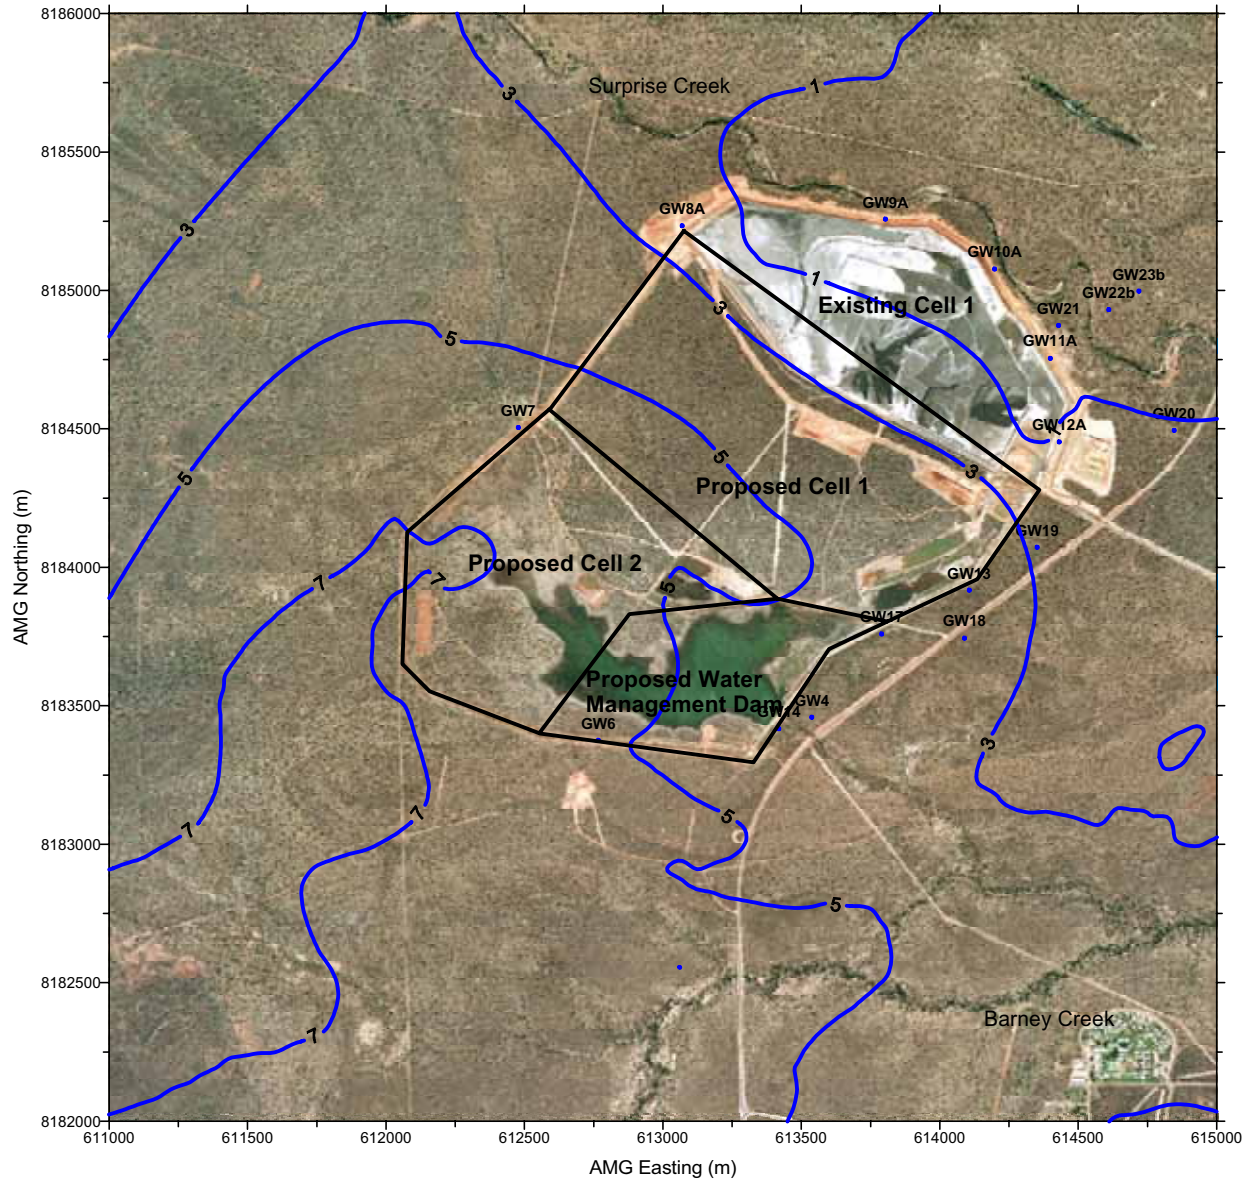 8186000
8185500
8185000
8184500
8184000
8183500
8183000
8182500
8182000
AMG Northing (m)
Surprise Creek
3
1
3
GW8A
GW9A
GW10A
GW23b
GW22b
1
Existing Cell 1
3
GW21
5
GW11A
GW7
GW20
GW12A
5
5
3
Proposed Cell 1
GW19
Proposed Cell 2
7
7
5
GW13
GW17
GW18
Proposed Water
Management Dam
GW4
GW14
GW6
3
7
7
5
5
Barney Creek
7
611000 611500 612000 612500 613000 613500 614000 614500 615000
AMG Easting (m)